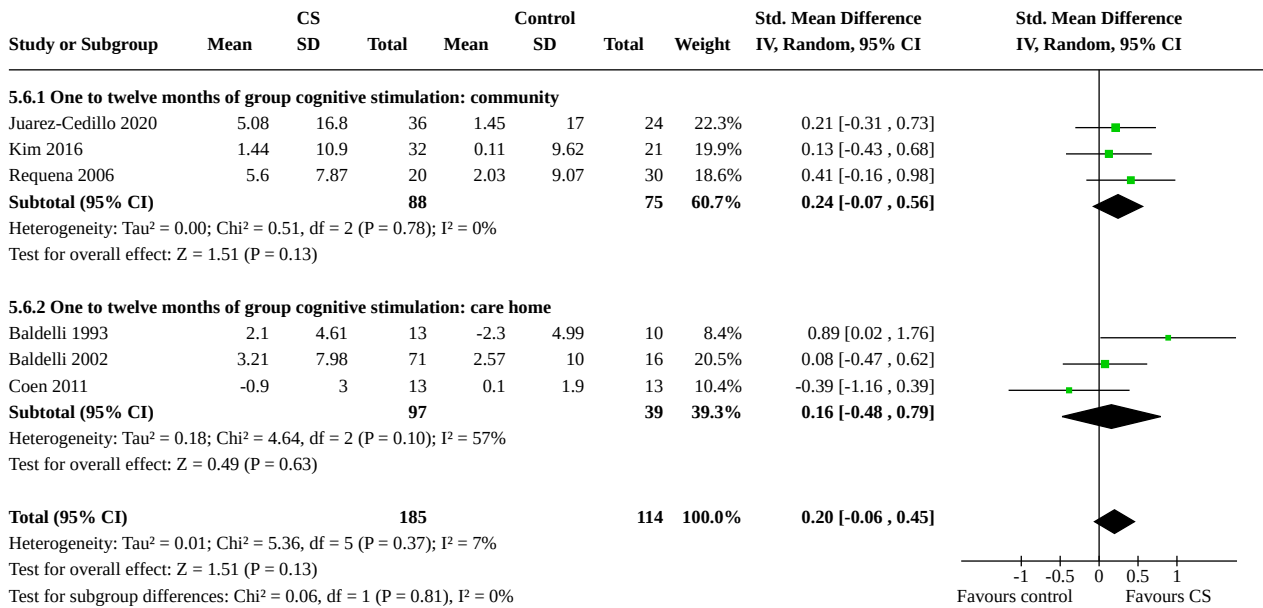 CS Control Std. Mean Difference Std. Mean Difference
Study or Subgroup Mean SD Total Mean SD Total Weight IV, Random, 95% CI IV, Random, 95% CI
5.6.1 One to twelve months of group cognitive stimulation: community
Juarez-Cedillo 2020 5.08 16.8 36 1.45 17 24 22.3% 0.21 [-0.31 , 0.73]
Kim 2016 1.44 10.9 32 0.11 9.62 21 19.9% 0.13 [-0.43 , 0.68]
Requena 2006 5.6 7.87 20 2.03 9.07 30 18.6% 0.41 [-0.16 , 0.98]
Subtotal (95% CI) 88 75 60.7% 0.24 [-0.07 , 0.56]
Heterogeneity: Tau² = 0.00; Chi² = 0.51, df = 2 (P = 0.78); I² = 0%
Test for overall effect: Z = 1.51 (P = 0.13)
5.6.2 One to twelve months of group cognitive stimulation: care home
Baldelli 1993 2.1 4.61 13 -2.3 4.99 10 8.4% 0.89 [0.02 , 1.76]
Baldelli 2002 3.21 7.98 71 2.57 10 16 20.5% 0.08 [-0.47 , 0.62]
Coen 2011 -0.9 3 13 0.1 1.9 13 10.4% -0.39 [-1.16 , 0.39]
Subtotal (95% CI) 97 39 39.3% 0.16 [-0.48 , 0.79]
Heterogeneity: Tau² = 0.18; Chi² = 4.64, df = 2 (P = 0.10); I² = 57%
Test for overall effect: Z = 0.49 (P = 0.63)
Total (95% CI) 185 114 100.0% 0.20 [-0.06 , 0.45]
Heterogeneity: Tau² = 0.01; Chi² = 5.36, df = 5 (P = 0.37); I² = 7%
Test for overall effect: Z = 1.51 (P = 0.13)
-1 -0.5 0 0.5 1
Test for subgroup differences: Chi² = 0.06, df = 1 (P = 0.81), I² = 0% Favours control Favours CS